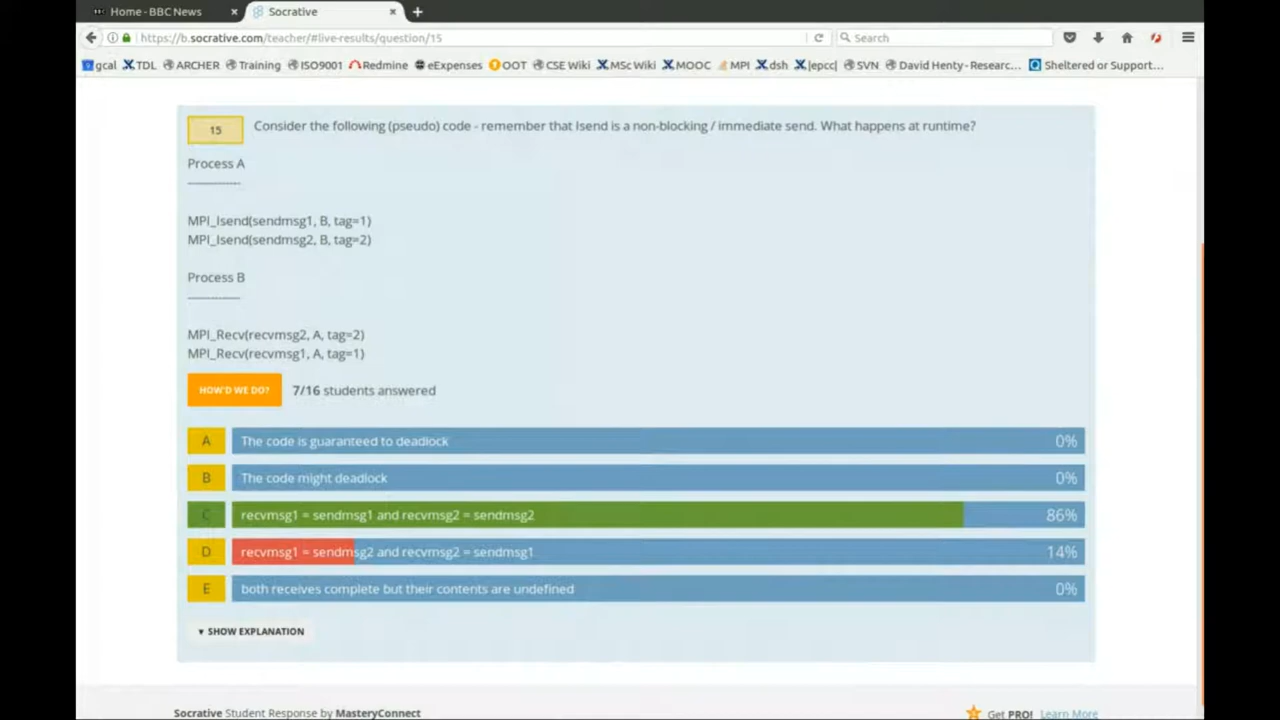 Home - BBC News
Socrative
https://b.socrative.com/teacher/#live-results/question/15
Search
gcal TDL ARCHER Training ISO9001 Redmine eExpenses OOT CSE Wiki MSc Wiki MOOC MPI dsh |epcc| SVN David Henty - Researc... Sheltered or Support...
15 Consider the following (pseudo) code - remember that Isend is a non-blocking / immediate send. What happens at runtime?
Process A
---------------
MPI_Isend(sendmsg1, B, tag=1)
MPI_Isend(sendmsg2, B, tag=2)
Process B
---------------
MPI_Recv(recvmsg2, A, tag=2)
MPI_Recv(recvmsg1, A, tag=1)
HOW'D WE DO? 7/16 students answered
A The code is guaranteed to deadlock 0%
B The code might deadlock 0%
C recvmsg1 = sendmsg1 and recvmsg2 = sendmsg2 86%
D recvmsg1 = sendmsg2 and recvmsg2 = sendmsg1 14%
E both receives complete but their contents are undefined 0%
▼ SHOW EXPLANATION
Socrative Student Response by MasteryConnect
Get PRO! Learn More